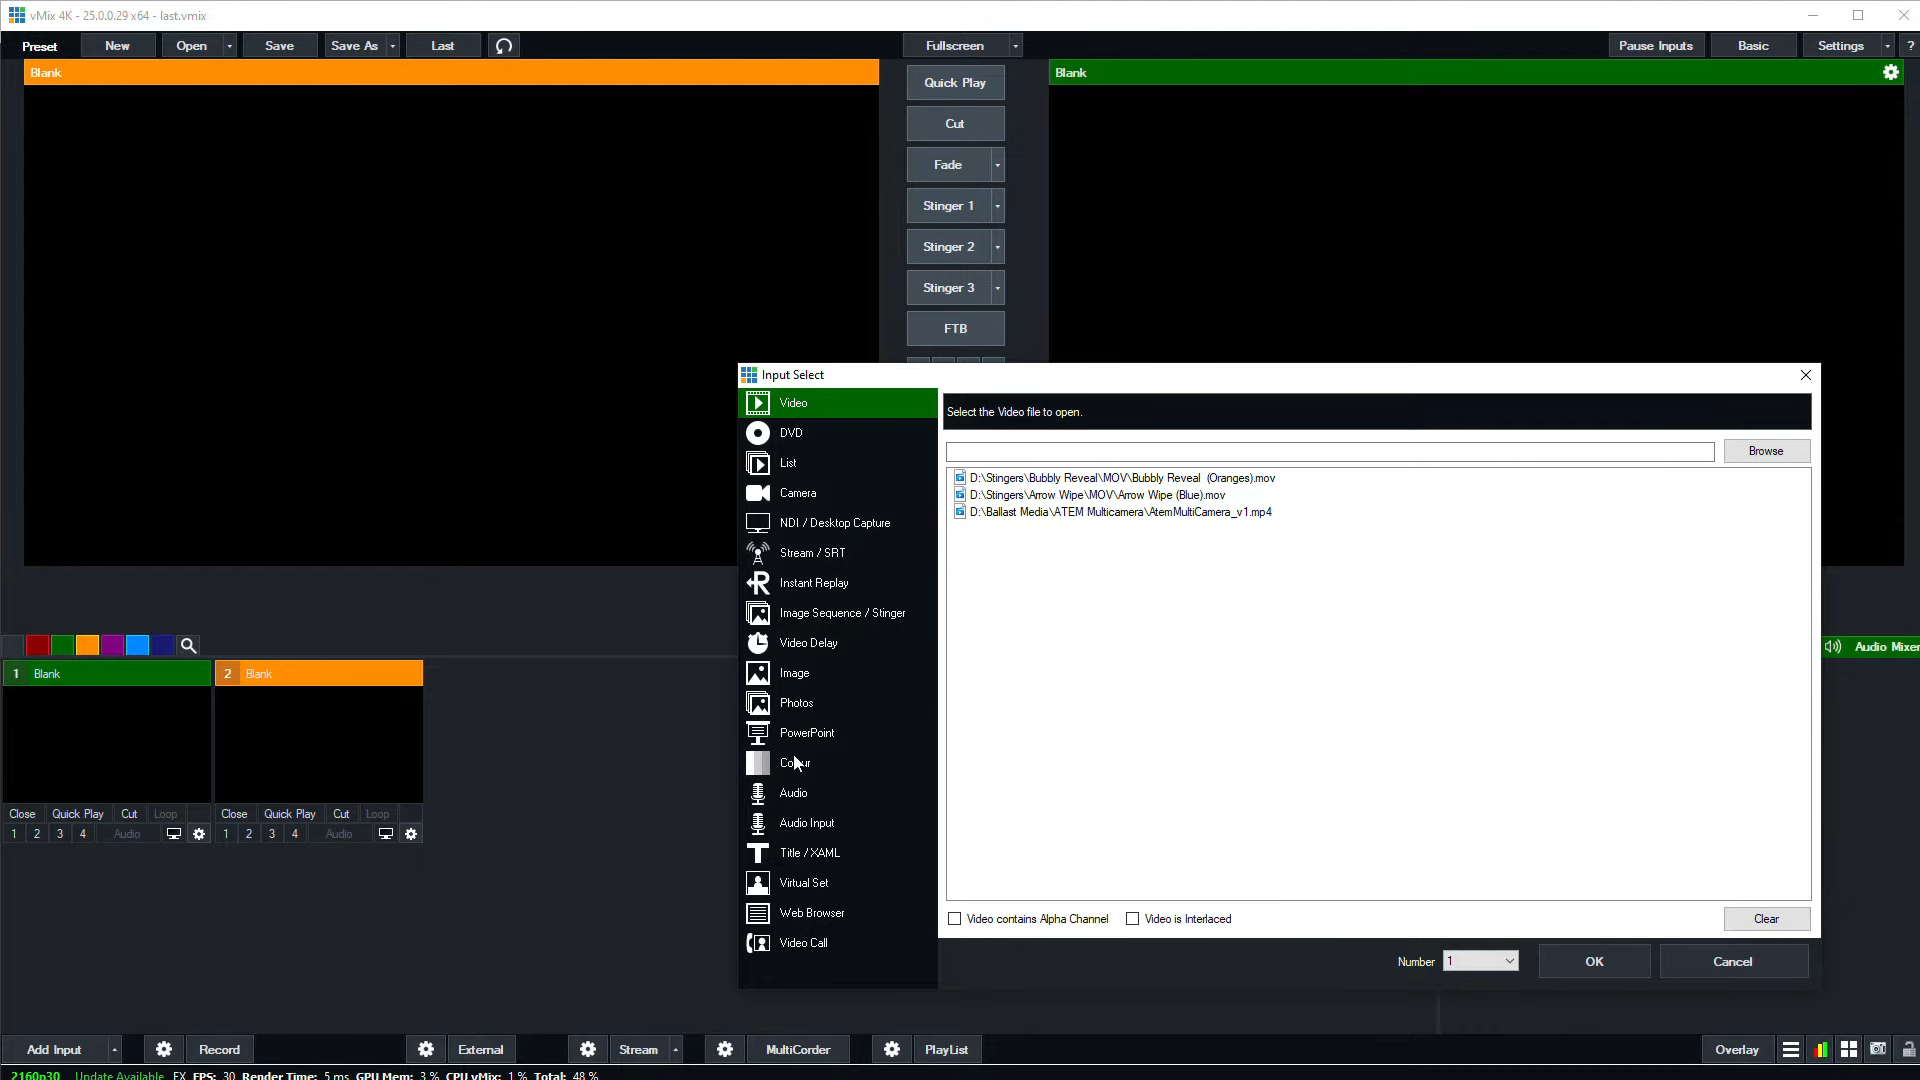 vMix 4K - 25.0.0.29 x64 - last.vmix
Preset New Open Save Save As Last Fullscreen Pause Inputs Basic Settings ?
Blank
Quick Play
Cut
Fade
Stinger 1
Stinger 2
Stinger 3
FTB
Blank
Input Select
Video
DVD
List
Camera
NDI / Desktop Capture
Stream / SRT
Instant Replay
Image Sequence / Stinger
Video Delay
Image
Photos
PowerPoint
Colour
Audio
Audio Input
Title / XAML
Virtual Set
Web Browser
Video Call
Select the Video file to open.
Browse
D:\Stingers\Bubbly Reveal\MOV\Bubbly Reveal (Oranges).mov
D:\Stingers\Arrow Wipe\MOV\Arrow Wipe (Blue).mov
D:\Ballast Media\ATEM Multicamera\AtemMultiCamera_v1.mp4
Video contains Alpha Channel Video is Interlaced Clear
Number 1 OK Cancel
Audio Mixer
1 Blank
Close Quick Play Cut Loop
1 2 3 4 Audio
2 Blank
Close Quick Play Cut Loop
1 2 3 4 Audio
Add Input Record External Stream MultiCorder PlayList Overlay
2160p30 Update Available EX FPS: 30 Render Time: 5 ms GPU Mem: 3 % CPU vMix: 1 % Total: 48 %